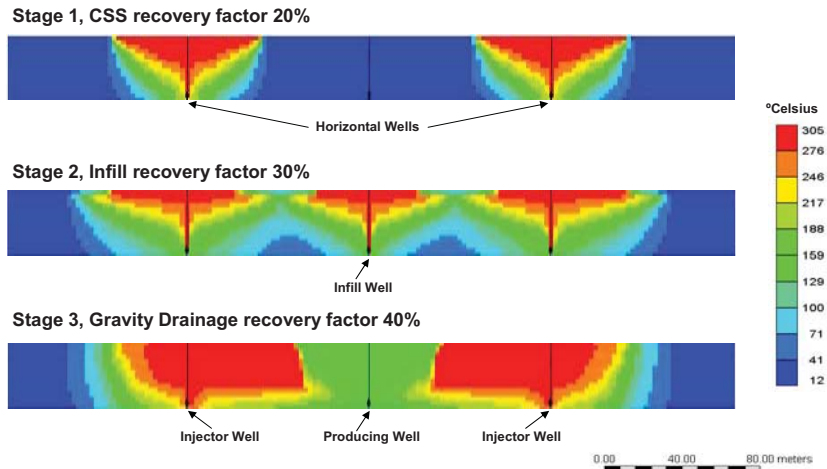 Stage 1, CSS recovery factor 20%
Horizontal Wells
ºCelsius
305
276
246
217
188
159
129
100
71
41
12
Stage 2, Infill recovery factor 30%
Infill Well
Stage 3, Gravity Drainage recovery factor 40%
Injector Well Producing Well Injector Well
0.00 40.00 80.00 meters